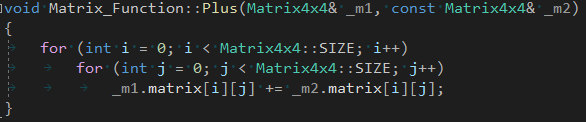 void Matrix_Function::Plus(Matrix4x4& _m1, const Matrix4x4& _m2)
{
    for (int i = 0; i < Matrix4x4::SIZE; i++)
        for (int j = 0; j < Matrix4x4::SIZE; j++)
            _m1.matrix[i][j] += _m2.matrix[i][j];
}